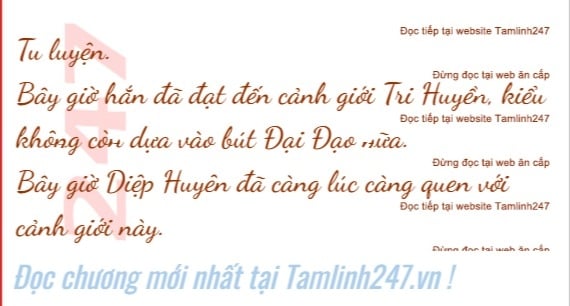 Đọc tiếp tại website Tamlinh247
Tu luyện.
Đừng đọc tại web ăn cắp
Bây giờ hắn đã đạt đến cảnh giới Tri Huyền, kiểu
Đọc tiếp tại website Tamlinh247
không còn dựa vào bút Đại Đạo nữa.
Đừng đọc tại web ăn cắp
Bây giờ Diệp Huyên đã càng lúc càng quen với
Đọc tiếp tại website Tamlinh247
cảnh giới này.
Đừng đọc tại web ăn cắp
247
Đọc chương mới nhất tại Tamlinh247.vn !